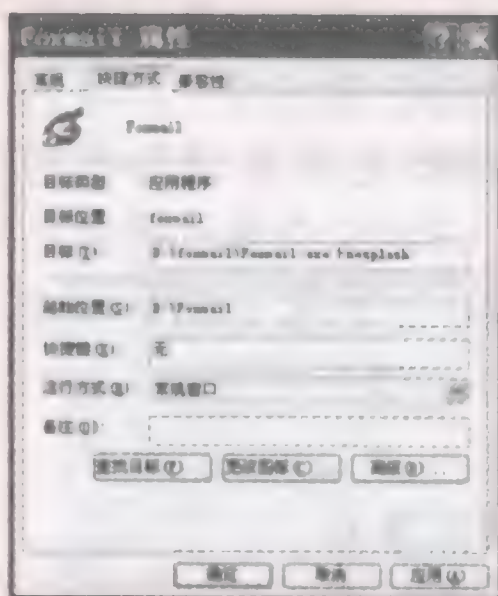 Foxmail 属性
常规 快捷方式 兼容性
Foxmail
目标类型 应用程序
目标位置 foxmail
目标(T): D:\foxmail\Foxmail.exe /nosplash
起始位置(S): D:\Foxmail
快捷键(K): 无
运行方式(R): 常规窗口
备注(O):
查找目标(F)... 更改图标(C)... 高级(D)...
确定 取消 应用(A)